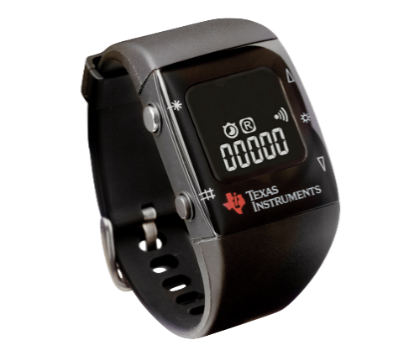 R
00000
TEXAS
INSTRUMENTS